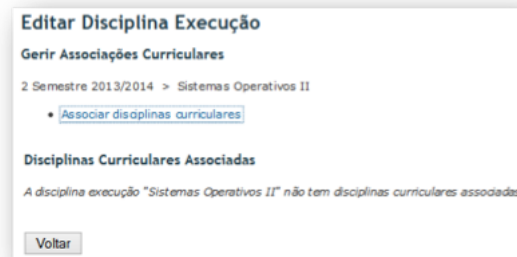 Editar Disciplina Execução
Gerir Associações Curriculares
2 Semestre 2013/2014 > Sistemas Operativos II
Associar disciplinas curriculares
Disciplinas Curriculares Associadas
A disciplina execução "Sistemas Operativos II" não tem disciplinas curriculares associadas
Voltar